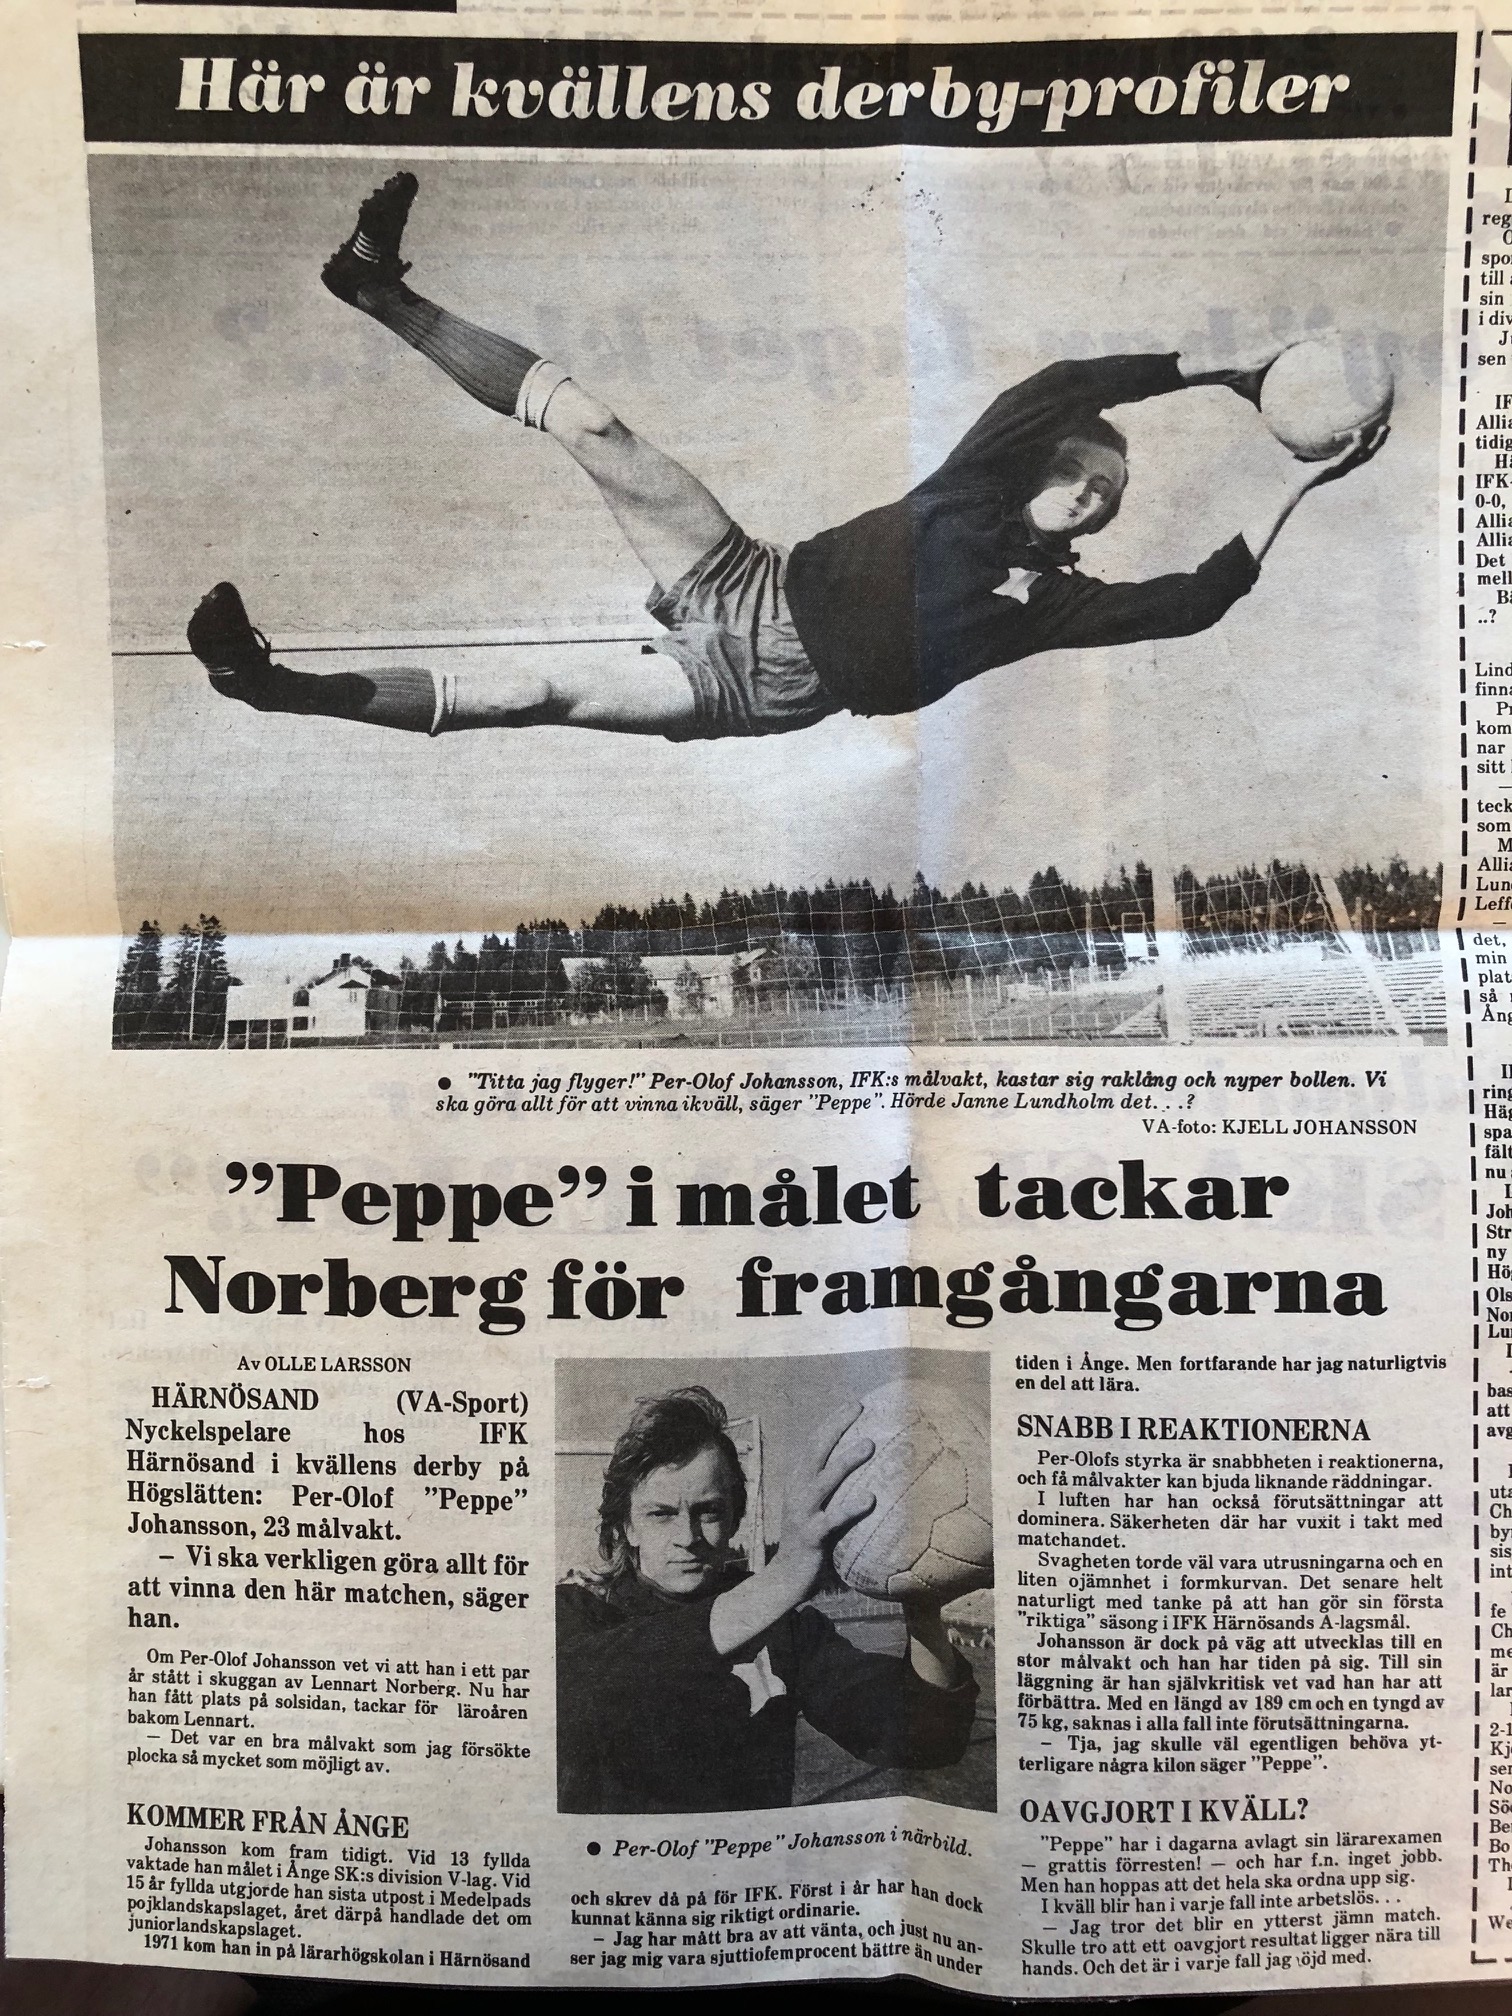 Här är kvällens derby-profiler
● "Titta jag flyger!" Per-Olof Johansson, IFK:s målvakt, kastar sig raklång och nyper bollen. Vi
ska göra allt för att vinna ikväll, säger "Peppe". Hörde Janne Lundholm det. . .?
VA-foto: KJELL JOHANSSON
"Peppe" i målet tackar
Norberg för framgångarna
Av OLLE LARSSON
HÄRNÖSAND (VA-Sport)
Nyckelspelare hos IFK
Härnösand i kvällens derby på
Högslätten: Per-Olof "Peppe"
Johansson, 23 målvakt.
– Vi ska verkligen göra allt för
att vinna den här matchen, säger
han.
Om Per-Olof Johansson vet vi att han i ett par
år stått i skuggan av Lennart Norberg. Nu har
han fått plats på solsidan, tackar för läroåren
bakom Lennart.
– Det var en bra målvakt som jag försökte
plocka så mycket som möjligt av.
KOMMER FRÅN ÅNGE
Johansson kom fram tidigt. Vid 13 fyllda
vaktade han målet i Ånge SK:s division V-lag. Vid
15 år fyllda utgjorde han sista utpost i Medelpads
pojklandskapslaget, året därpå handlade det om
juniorlandskapslaget.
1971 kom han in på lärarhögskolan i Härnösand
● Per-Olof "Peppe" Johansson i närbild.
och skrev då på för IFK. Först i år har han dock
kunnat känna sig riktigt ordinarie.
– Jag har mått bra av att vänta, och just nu an-
ser jag mig vara sjuttiofemprocent bättre än under
tiden i Ånge. Men fortfarande har jag naturligtvis
en del att lära.
SNABB I REAKTIONERNA
Per-Olofs styrka är snabbheten i reaktionerna,
och få målvakter kan bjuda liknande räddningar.
I luften har han också förutsättningar att
dominera. Säkerheten där har vuxit i takt med
matchandet.
Svagheten torde väl vara utrusningarna och en
liten ojämnhet i formkurvan. Det senare helt
naturligt med tanke på att han gör sin första
"riktiga" säsong i IFK Härnösands A-lagsmål.
Johansson är dock på väg att utvecklas till en
stor målvakt och han har tiden på sig. Till sin
läggning är han självkritisk vet vad han har att
förbättra. Med en längd av 189 cm och en tyngd av
75 kg, saknas i alla fall inte förutsättningarna.
– Tja, jag skulle väl egentligen behöva yt-
terligare några kilon säger "Peppe".
OAVGJORT I KVÄLL?
"Peppe" har i dagarna avlagt sin lärarexamen
— grattis förresten! — och har f.n. inget jobb.
Men han hoppas att det hela ska ordna upp sig.
I kväll blir han i varje fall inte arbetslös. . .
– Jag tror det blir en ytterst jämn match.
Skulle tro att ett oavgjort resultat ligger nära till
hands. Och det är i varje fall jag nöjd med.